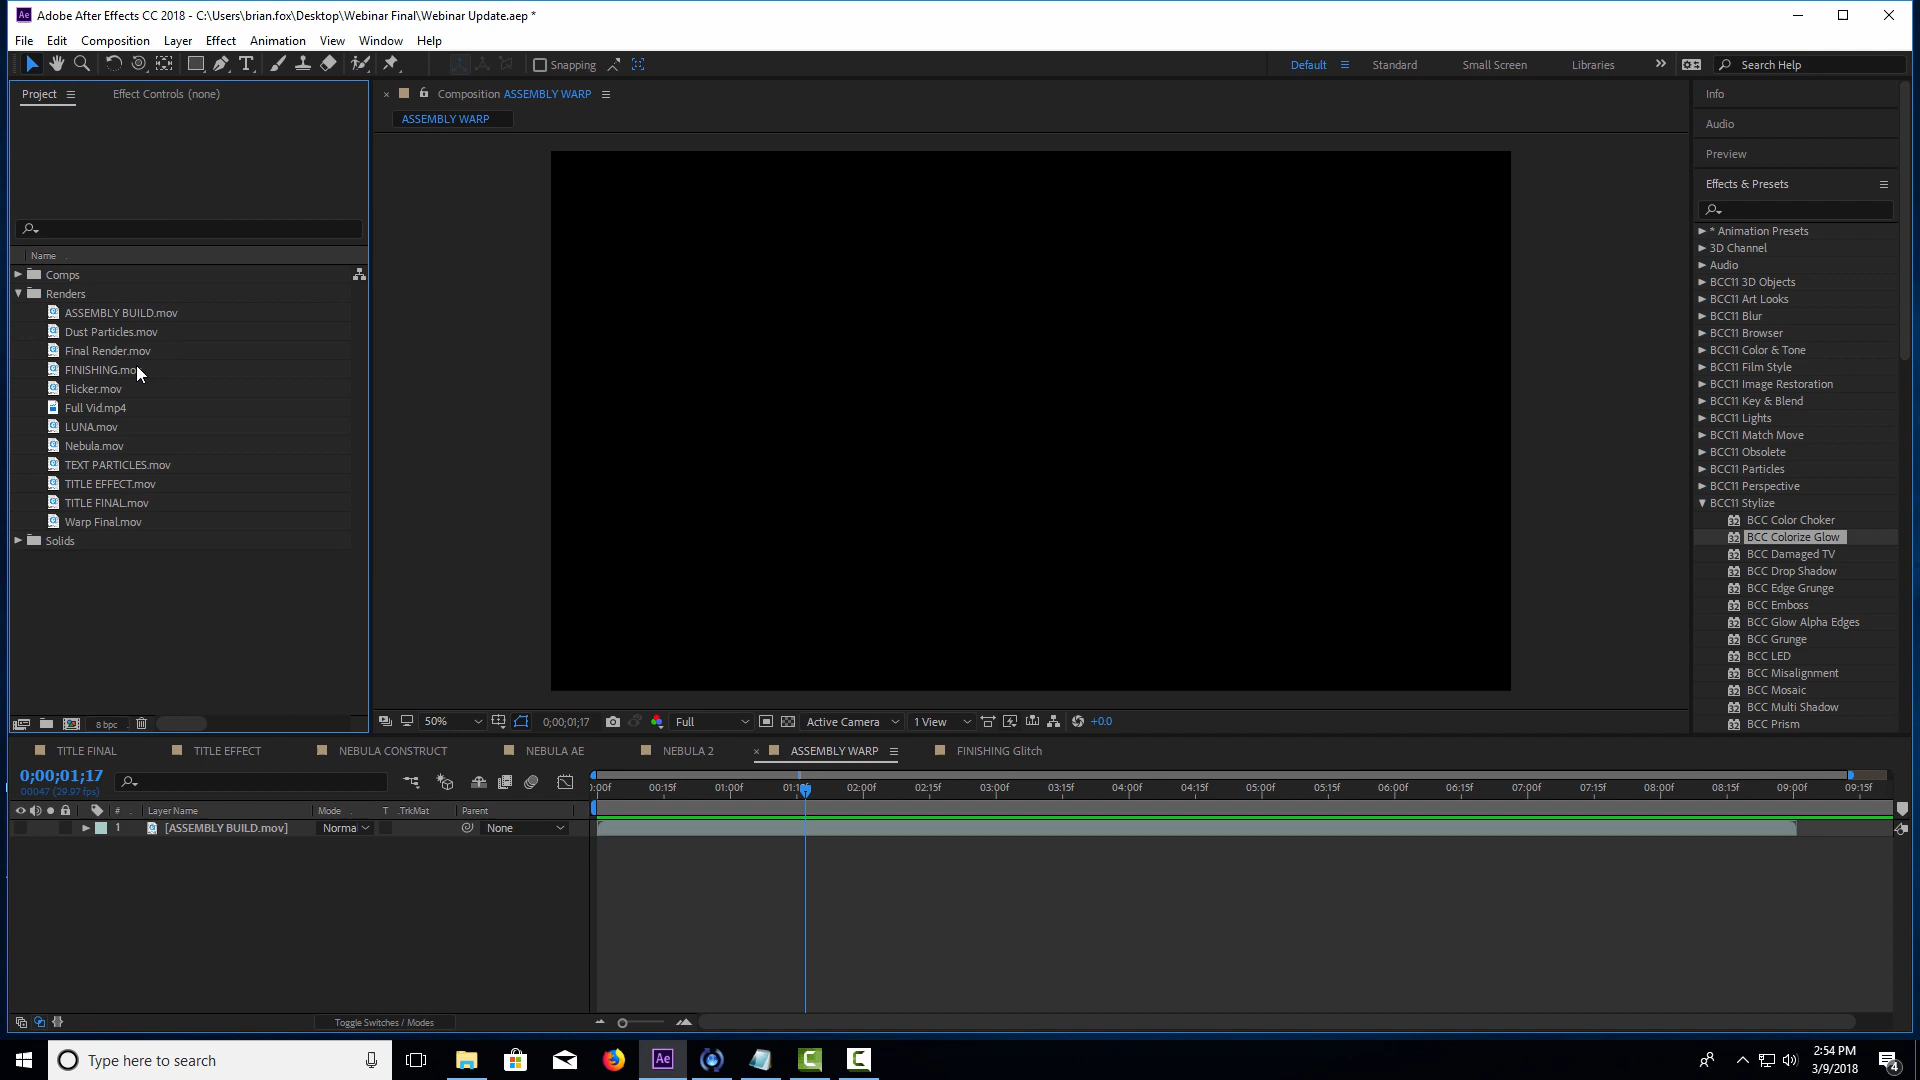 Adobe After Effects CC 2018 - C:\Users\brian.fox\Desktop\Webinar Final\Webinar Update.aep *
File Edit Composition Layer Effect Animation View Window Help
Snapping Default Standard Small Screen Libraries Search Help
Project Effect Controls (none)
Composition ASSEMBLY WARP
ASSEMBLY WARP
Name
Comps
Renders
ASSEMBLY BUILD.mov
Dust Particles.mov
Final Render.mov
FINISHING.mov
Flicker.mov
Full Vid.mp4
LUNA.mov
Nebula.mov
TEXT PARTICLES.mov
TITLE EFFECT.mov
TITLE FINAL.mov
Warp Final.mov
Solids
8 bpc
50% 0;00;01;17 Full Active Camera 1 View +0.0
Info
Audio
Preview
Effects & Presets
* Animation Presets
3D Channel
Audio
BCC11 3D Objects
BCC11 Art Looks
BCC11 Blur
BCC11 Browser
BCC11 Color & Tone
BCC11 Film Style
BCC11 Image Restoration
BCC11 Key & Blend
BCC11 Lights
BCC11 Match Move
BCC11 Obsolete
BCC11 Particles
BCC11 Perspective
BCC11 Stylize
BCC Color Choker
BCC Colorize Glow
BCC Damaged TV
BCC Drop Shadow
BCC Edge Grunge
BCC Emboss
BCC Glow Alpha Edges
BCC Grunge
BCC LED
BCC Misalignment
BCC Mosaic
BCC Multi Shadow
BCC Prism
TITLE FINAL TITLE EFFECT NEBULA CONSTRUCT NEBULA AE NEBULA 2 ASSEMBLY WARP FINISHING Glitch
0;00;01;17
00047 (29.97 fps)
:00f 00:15f 01:00f 01:15f 02:00f 02:15f 03:00f 03:15f 04:00f 04:15f 05:00f 05:15f 06:00f 06:15f 07:00f 07:15f 08:00f 08:15f 09:00f 09:15f
# Layer Name Mode T .TrkMat Parent
1 [ASSEMBLY BUILD.mov] Normal None
Toggle Switches / Modes
Type here to search
Ae
2:54 PM
3/9/2018
4